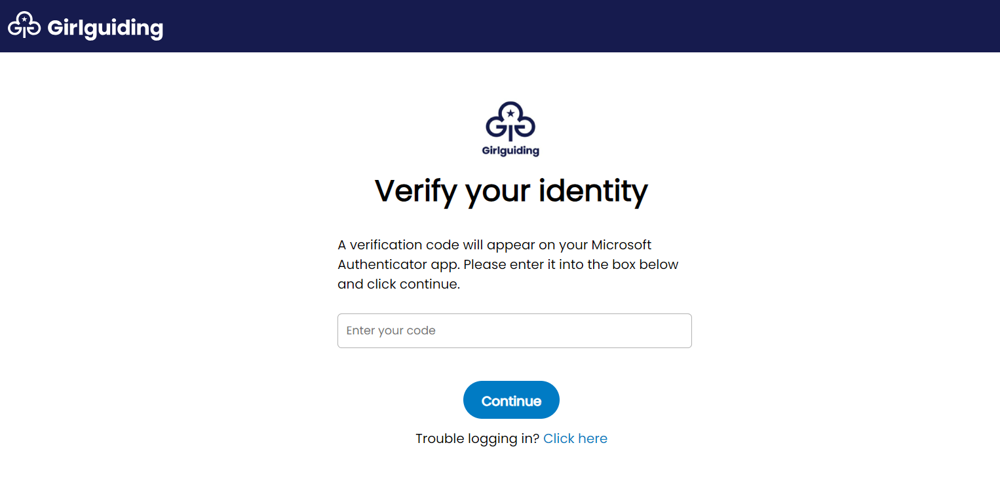 Girlguiding
Girlguiding
Verify your identity
A verification code will appear on your Microsoft
Authenticator app. Please enter it into the box below
and click continue.
Enter your code
Continue
Trouble logging in? Click here